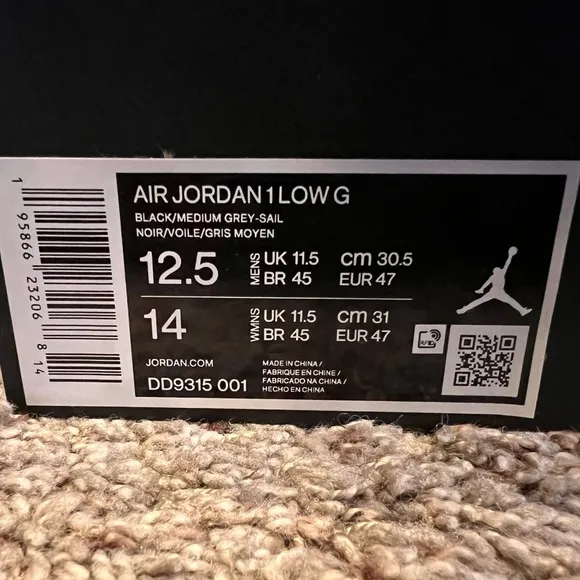 AIR JORDAN 1 LOW G
BLACK/MEDIUM GREY-SAIL
NOIR/VOILE/GRIS MOYEN
12.5 MENS UK 11.5 cm 30.5
BR 45 EUR 47
14 WMNS UK 11.5 cm 31
BR 45 EUR 47
JORDAN.COM
DD9315 001
MADE IN CHINA /
FABRIQUE EN CHINE /
FABRICADO NA CHINA /
HECHO EN CHINA
1 95866 23206 8 14